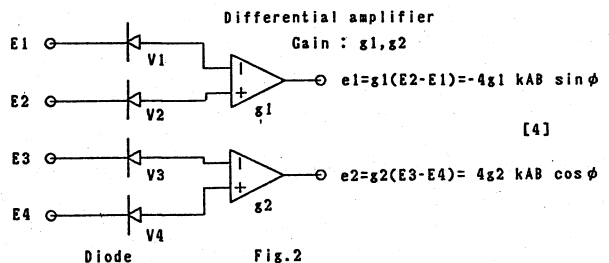 Differential amplifier
Gain : g1,g2
E1
V1
E2
V2
g1
e1=g1(E2-E1)=-4g1 kAB sinφ
[4]
E3
V3
E4
V4
g2
e2=g2(E3-E4)= 4g2 kAB cosφ
Diode
Fig.2